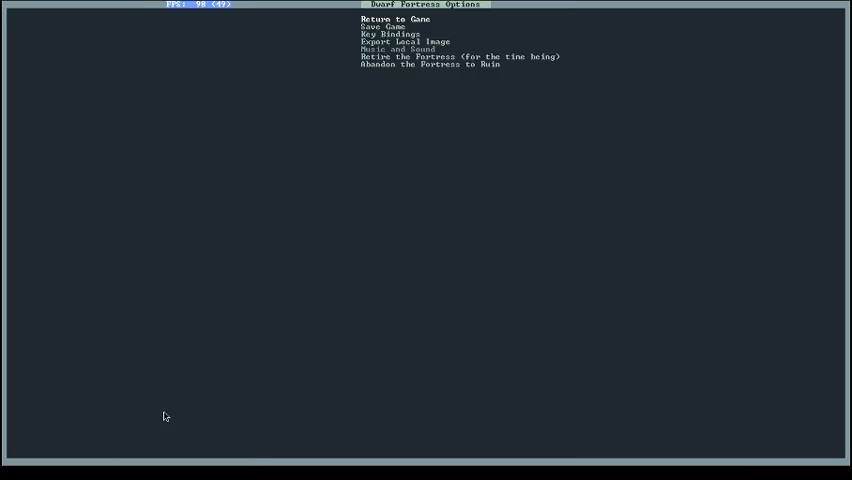 FPS: 98 (49)
Dwarf Fortress Options
Return to Game
Save Game
Key Bindings
Export Local Image
Music and Sound
Retire the Fortress (for the time being)
Abandon the Fortress to Ruin